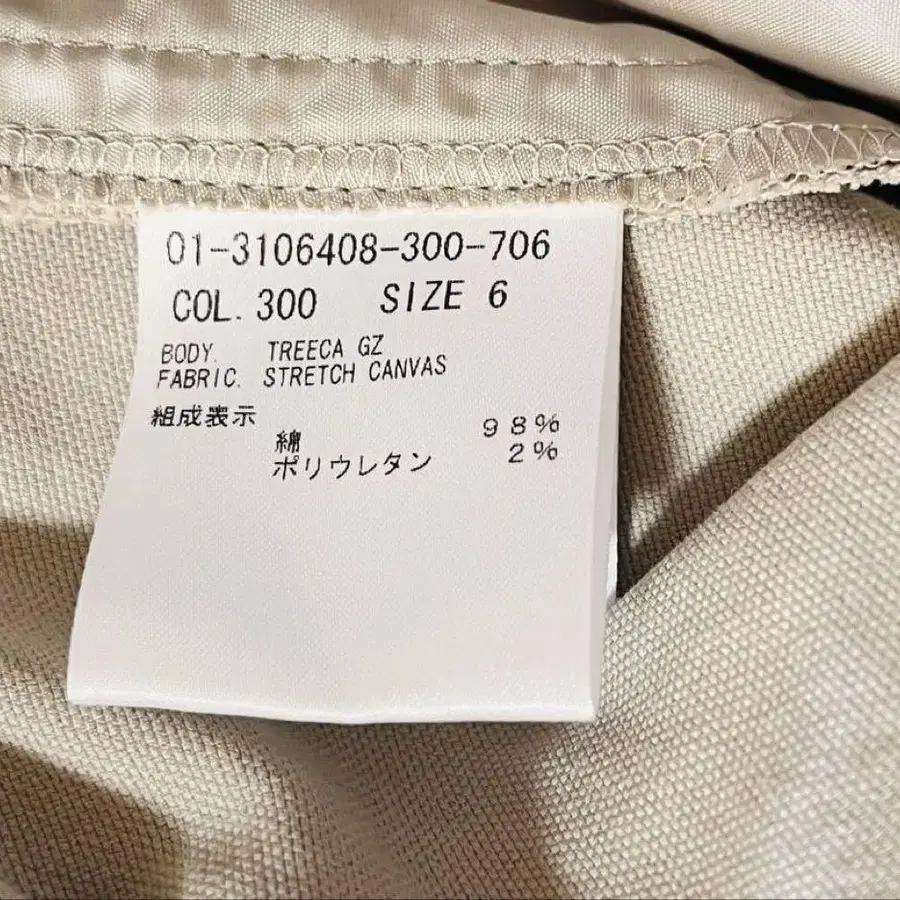 01-3106408-300-706
COL. 300 SIZE 6
BODY. TREECA GZ
FABRIC. STRETCH CANVAS
組成表示
綿 98%
ポリウレタン 2%